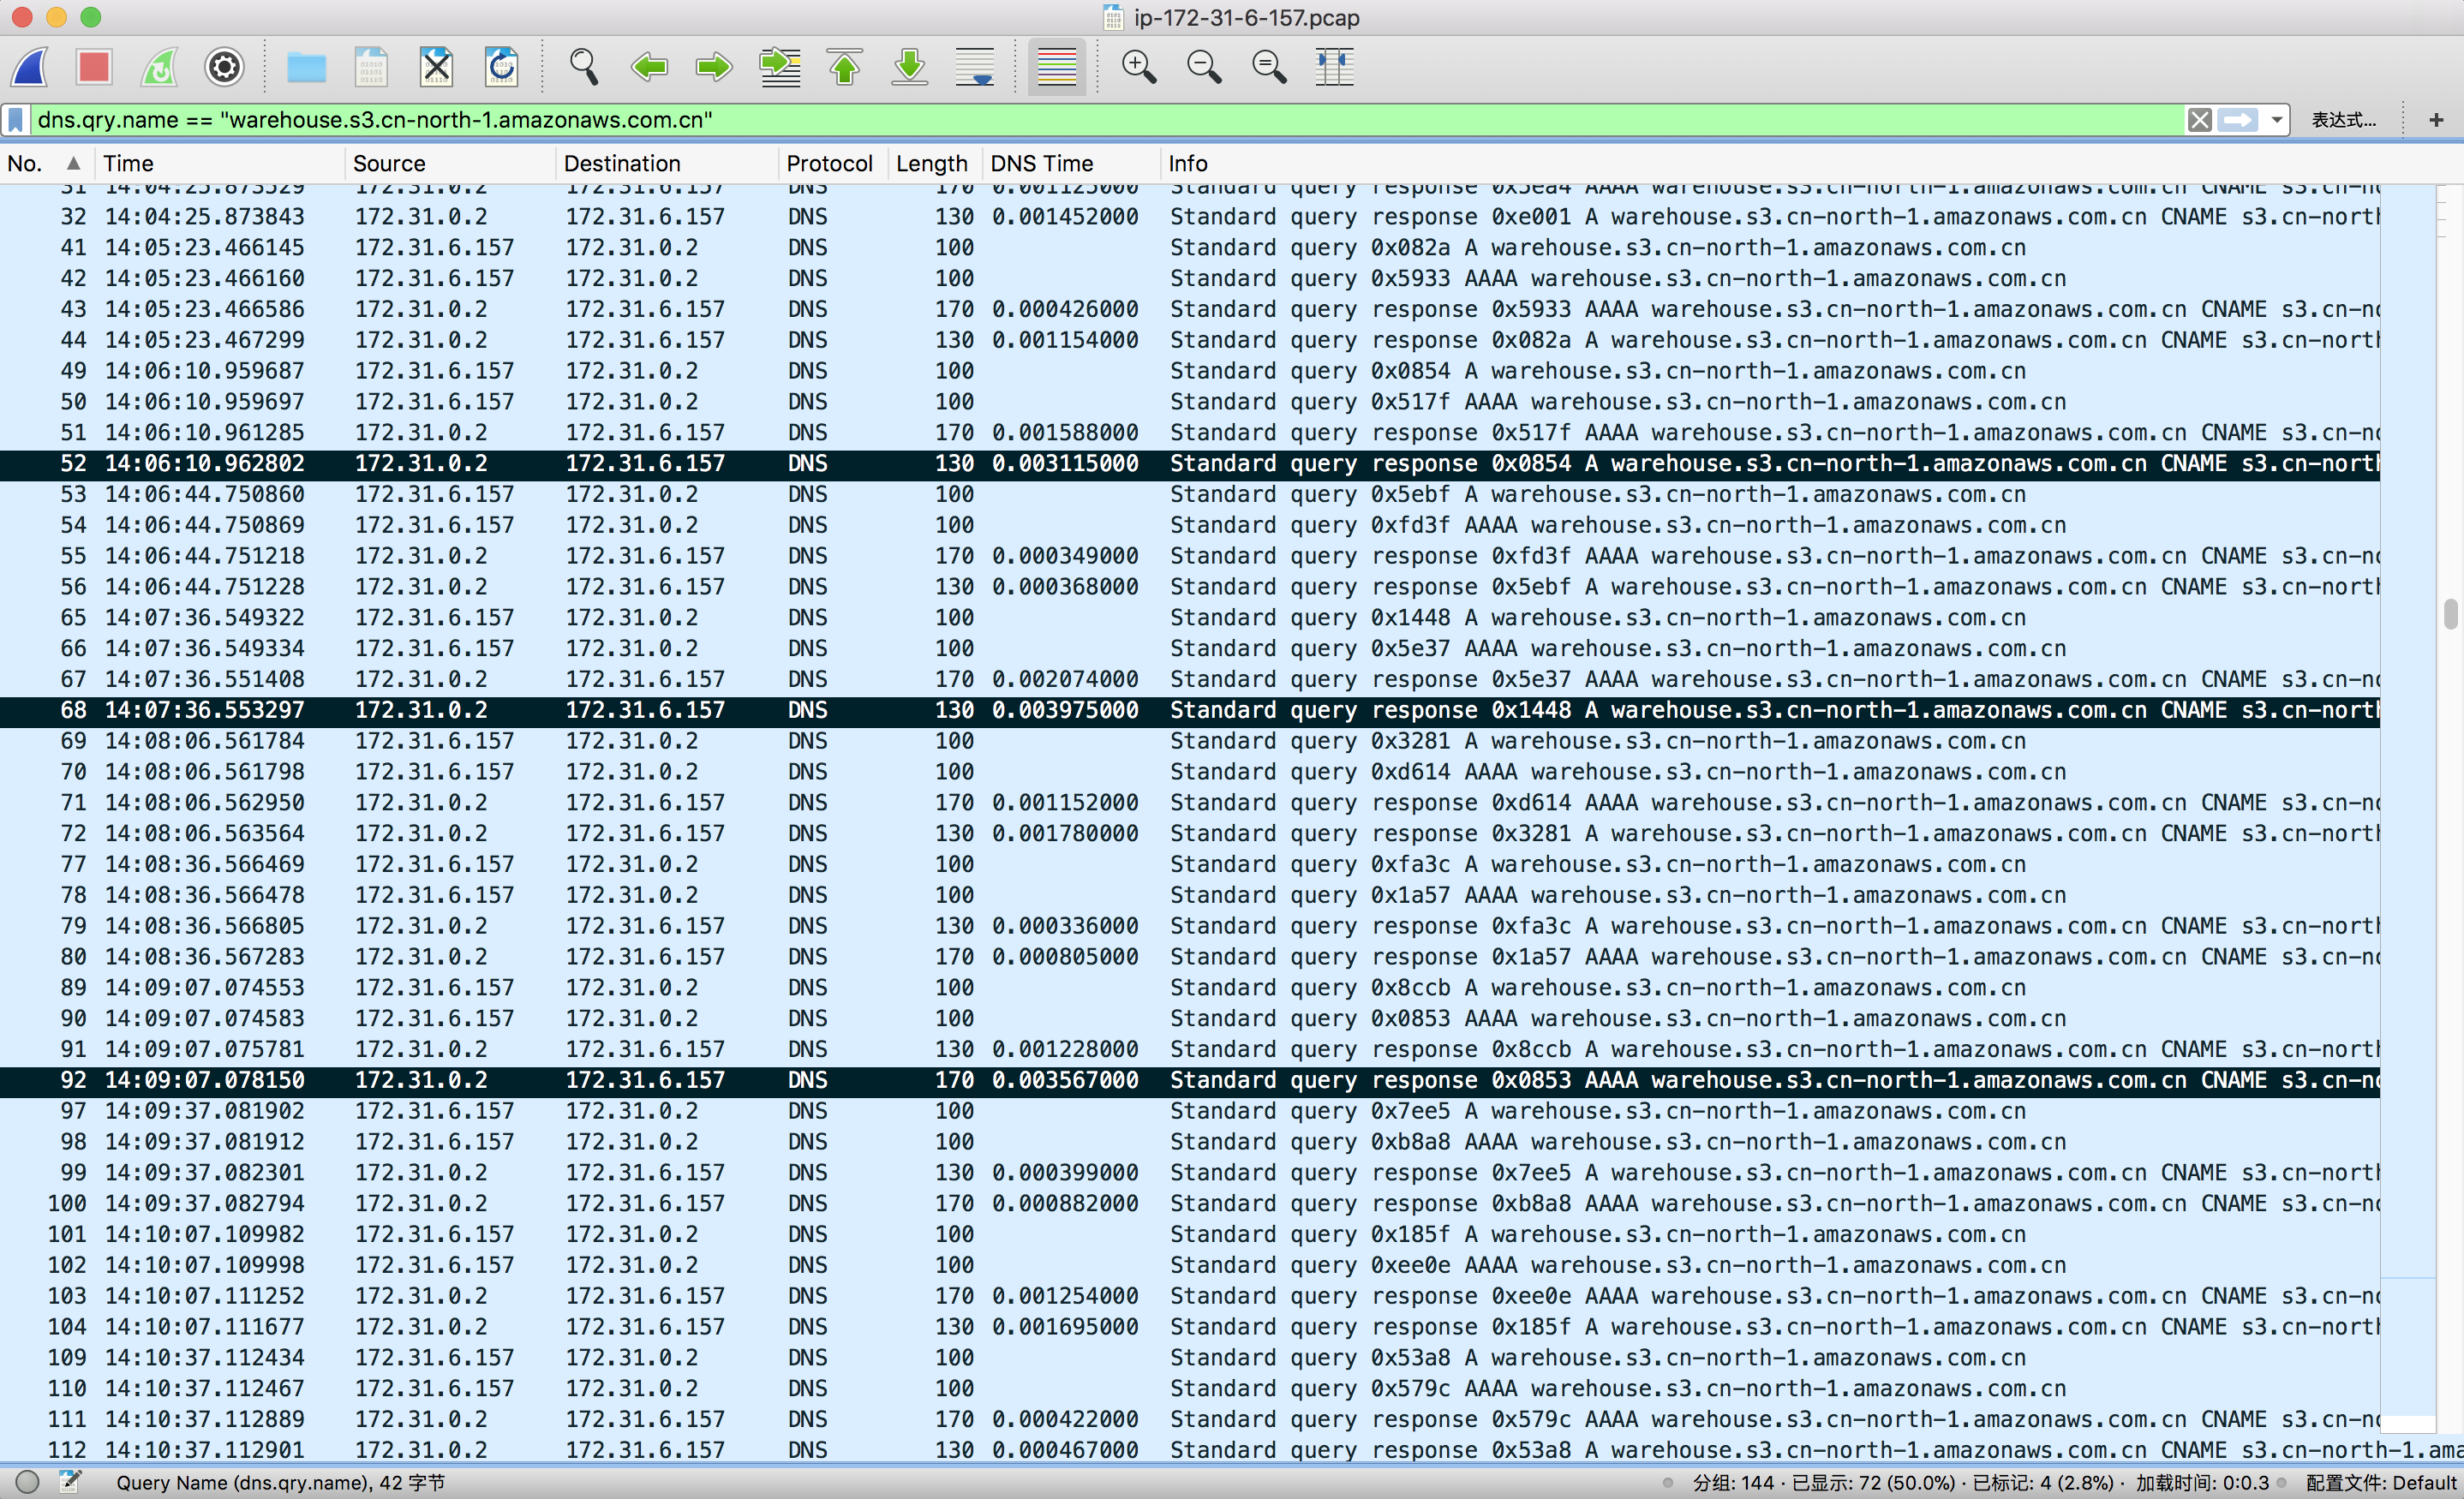 ip-172-31-6-157.pcap
dns.qry.name == "warehouse.s3.cn-north-1.amazonaws.com.cn" 表达式… +
No. Time Source Destination Protocol Length DNS Time Info
31 14:04:25.873529 172.31.0.2 172.31.6.157 DNS 170 0.001125000 Standard query response 0x5ea4 AAAA warehouse.s3.cn-north-1.amazonaws.com.cn CNAME s3.cn-no
32 14:04:25.873843 172.31.0.2 172.31.6.157 DNS 130 0.001452000 Standard query response 0xe001 A warehouse.s3.cn-north-1.amazonaws.com.cn CNAME s3.cn-north
41 14:05:23.466145 172.31.6.157 172.31.0.2 DNS 100 Standard query 0x082a A warehouse.s3.cn-north-1.amazonaws.com.cn
42 14:05:23.466160 172.31.6.157 172.31.0.2 DNS 100 Standard query 0x5933 AAAA warehouse.s3.cn-north-1.amazonaws.com.cn
43 14:05:23.466586 172.31.0.2 172.31.6.157 DNS 170 0.000426000 Standard query response 0x5933 AAAA warehouse.s3.cn-north-1.amazonaws.com.cn CNAME s3.cn-no
44 14:05:23.467299 172.31.0.2 172.31.6.157 DNS 130 0.001154000 Standard query response 0x082a A warehouse.s3.cn-north-1.amazonaws.com.cn CNAME s3.cn-north
49 14:06:10.959687 172.31.6.157 172.31.0.2 DNS 100 Standard query 0x0854 A warehouse.s3.cn-north-1.amazonaws.com.cn
50 14:06:10.959697 172.31.6.157 172.31.0.2 DNS 100 Standard query 0x517f AAAA warehouse.s3.cn-north-1.amazonaws.com.cn
51 14:06:10.961285 172.31.0.2 172.31.6.157 DNS 170 0.001588000 Standard query response 0x517f AAAA warehouse.s3.cn-north-1.amazonaws.com.cn CNAME s3.cn-no
52 14:06:10.962802 172.31.0.2 172.31.6.157 DNS 130 0.003115000 Standard query response 0x0854 A warehouse.s3.cn-north-1.amazonaws.com.cn CNAME s3.cn-north
53 14:06:44.750860 172.31.6.157 172.31.0.2 DNS 100 Standard query 0x5ebf A warehouse.s3.cn-north-1.amazonaws.com.cn
54 14:06:44.750869 172.31.6.157 172.31.0.2 DNS 100 Standard query 0xfd3f AAAA warehouse.s3.cn-north-1.amazonaws.com.cn
55 14:06:44.751218 172.31.0.2 172.31.6.157 DNS 170 0.000349000 Standard query response 0xfd3f AAAA warehouse.s3.cn-north-1.amazonaws.com.cn CNAME s3.cn-no
56 14:06:44.751228 172.31.0.2 172.31.6.157 DNS 130 0.000368000 Standard query response 0x5ebf A warehouse.s3.cn-north-1.amazonaws.com.cn CNAME s3.cn-north
65 14:07:36.549322 172.31.6.157 172.31.0.2 DNS 100 Standard query 0x1448 A warehouse.s3.cn-north-1.amazonaws.com.cn
66 14:07:36.549334 172.31.6.157 172.31.0.2 DNS 100 Standard query 0x5e37 AAAA warehouse.s3.cn-north-1.amazonaws.com.cn
67 14:07:36.551408 172.31.0.2 172.31.6.157 DNS 170 0.002074000 Standard query response 0x5e37 AAAA warehouse.s3.cn-north-1.amazonaws.com.cn CNAME s3.cn-no
68 14:07:36.553297 172.31.0.2 172.31.6.157 DNS 130 0.003975000 Standard query response 0x1448 A warehouse.s3.cn-north-1.amazonaws.com.cn CNAME s3.cn-north
69 14:08:06.561784 172.31.6.157 172.31.0.2 DNS 100 Standard query 0x3281 A warehouse.s3.cn-north-1.amazonaws.com.cn
70 14:08:06.561798 172.31.6.157 172.31.0.2 DNS 100 Standard query 0xd614 AAAA warehouse.s3.cn-north-1.amazonaws.com.cn
71 14:08:06.562950 172.31.0.2 172.31.6.157 DNS 170 0.001152000 Standard query response 0xd614 AAAA warehouse.s3.cn-north-1.amazonaws.com.cn CNAME s3.cn-no
72 14:08:06.563564 172.31.0.2 172.31.6.157 DNS 130 0.001780000 Standard query response 0x3281 A warehouse.s3.cn-north-1.amazonaws.com.cn CNAME s3.cn-north
77 14:08:36.566469 172.31.6.157 172.31.0.2 DNS 100 Standard query 0xfa3c A warehouse.s3.cn-north-1.amazonaws.com.cn
78 14:08:36.566478 172.31.6.157 172.31.0.2 DNS 100 Standard query 0x1a57 AAAA warehouse.s3.cn-north-1.amazonaws.com.cn
79 14:08:36.566805 172.31.0.2 172.31.6.157 DNS 130 0.000336000 Standard query response 0xfa3c A warehouse.s3.cn-north-1.amazonaws.com.cn CNAME s3.cn-north
80 14:08:36.567283 172.31.0.2 172.31.6.157 DNS 170 0.000805000 Standard query response 0x1a57 AAAA warehouse.s3.cn-north-1.amazonaws.com.cn CNAME s3.cn-no
89 14:09:07.074553 172.31.6.157 172.31.0.2 DNS 100 Standard query 0x8ccb A warehouse.s3.cn-north-1.amazonaws.com.cn
90 14:09:07.074583 172.31.6.157 172.31.0.2 DNS 100 Standard query 0x0853 AAAA warehouse.s3.cn-north-1.amazonaws.com.cn
91 14:09:07.075781 172.31.0.2 172.31.6.157 DNS 130 0.001228000 Standard query response 0x8ccb A warehouse.s3.cn-north-1.amazonaws.com.cn CNAME s3.cn-north
92 14:09:07.078150 172.31.0.2 172.31.6.157 DNS 170 0.003567000 Standard query response 0x0853 AAAA warehouse.s3.cn-north-1.amazonaws.com.cn CNAME s3.cn-no
97 14:09:37.081902 172.31.6.157 172.31.0.2 DNS 100 Standard query 0x7ee5 A warehouse.s3.cn-north-1.amazonaws.com.cn
98 14:09:37.081912 172.31.6.157 172.31.0.2 DNS 100 Standard query 0xb8a8 AAAA warehouse.s3.cn-north-1.amazonaws.com.cn
99 14:09:37.082301 172.31.0.2 172.31.6.157 DNS 130 0.000399000 Standard query response 0x7ee5 A warehouse.s3.cn-north-1.amazonaws.com.cn CNAME s3.cn-north
100 14:09:37.082794 172.31.0.2 172.31.6.157 DNS 170 0.000882000 Standard query response 0xb8a8 AAAA warehouse.s3.cn-north-1.amazonaws.com.cn CNAME s3.cn-no
101 14:10:07.109982 172.31.6.157 172.31.0.2 DNS 100 Standard query 0x185f A warehouse.s3.cn-north-1.amazonaws.com.cn
102 14:10:07.109998 172.31.6.157 172.31.0.2 DNS 100 Standard query 0xee0e AAAA warehouse.s3.cn-north-1.amazonaws.com.cn
103 14:10:07.111252 172.31.0.2 172.31.6.157 DNS 170 0.001254000 Standard query response 0xee0e AAAA warehouse.s3.cn-north-1.amazonaws.com.cn CNAME s3.cn-no
104 14:10:07.111677 172.31.0.2 172.31.6.157 DNS 130 0.001695000 Standard query response 0x185f A warehouse.s3.cn-north-1.amazonaws.com.cn CNAME s3.cn-north
109 14:10:37.112434 172.31.6.157 172.31.0.2 DNS 100 Standard query 0x53a8 A warehouse.s3.cn-north-1.amazonaws.com.cn
110 14:10:37.112467 172.31.6.157 172.31.0.2 DNS 100 Standard query 0x579c AAAA warehouse.s3.cn-north-1.amazonaws.com.cn
111 14:10:37.112889 172.31.0.2 172.31.6.157 DNS 170 0.000422000 Standard query response 0x579c AAAA warehouse.s3.cn-north-1.amazonaws.com.cn CNAME s3.cn-no
112 14:10:37.112901 172.31.0.2 172.31.6.157 DNS 130 0.000467000 Standard query response 0x53a8 A warehouse.s3.cn-north-1.amazonaws.com.cn CNAME s3.cn-north-1.ama
Query Name (dns.qry.name), 42 字节 分组: 144 · 已显示: 72 (50.0%) · 已标记: 4 (2.8%) · 加载时间: 0:0.3 配置文件: Default